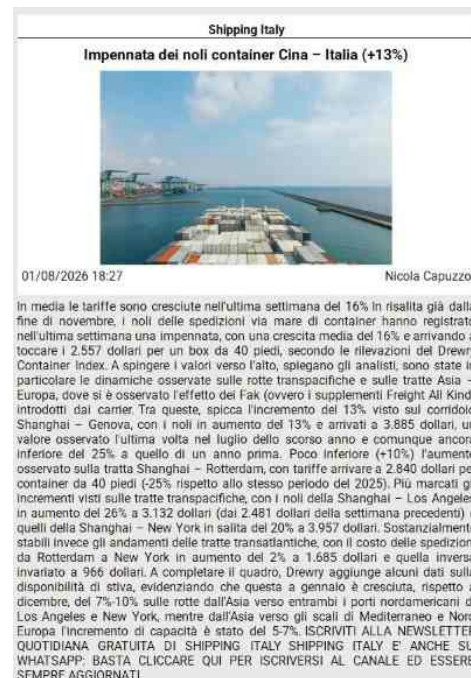 Shipping Italy
Impennata dei noli container Cina – Italia (+13%)
01/08/2026 18:27 Nicola Capuzzo
In media le tariffe sono cresciute nell'ultima settimana del 16% In risalita già dalla
fine di novembre, i noli delle spedizioni via mare di container hanno registrato
nell'ultima settimana una impennata, con una crescita media del 16% e arrivando a
toccare i 2.557 dollari per un box da 40 piedi, secondo le rilevazioni del Drewry
Container Index. A spingere i valori verso l'alto, spiegano gli analisti, sono state in
particolare le dinamiche osservate sulle rotte transpacifiche e sulle tratte Asia –
Europa, dove si è osservato l'effetto dei Fak (ovvero i supplementi Freight All Kind)
introdotti dai carrier. Tra queste, spicca l'incremento del 13% visto sul corridoio
Shanghai – Genova, con i noli in aumento del 13% e arrivati a 3.885 dollari, un
valore osservato l'ultima volta nel luglio dello scorso anno e comunque ancora
inferiore del 25% a quello di un anno prima. Poco inferiore (+10%) l'aumento
osservato sulla tratta Shanghai – Rotterdam, con tariffe arrivare a 2.840 dollari per
container da 40 piedi (-25% rispetto allo stesso periodo del 2025). Più marcati gli
incrementi visti sulle tratte transpacifiche, con i noli della Shanghai – Los Angeles
in aumento del 26% a 3.132 dollari (dai 2.481 dollari della settimana precedenti) e
quelli della Shanghai – New York in salita del 20% a 3.957 dollari. Sostanzialmente
stabili invece gli andamenti delle tratte transatlantiche, con il costo delle spedizioni
da Rotterdam a New York in aumento del 2% a 1.685 dollari e quella inversa
invariato a 966 dollari. A completare il quadro, Drewry aggiunge alcuni dati sulla
disponibilità di stiva, evidenziando che questa a gennaio è cresciuta, rispetto a
dicembre, del 7%-10% sulle rotte dall'Asia verso entrambi i porti nordamericani di
Los Angeles e New York, mentre dall'Asia verso gli scali di Mediterraneo e Nord
Europa l'incremento di capacità è stato del 5-7%. ISCRIVITI ALLA NEWSLETTER
QUOTIDIANA GRATUITA DI SHIPPING ITALY SHIPPING ITALY E' ANCHE SU
WHATSAPP: BASTA CLICCARE QUI PER ISCRIVERSI AL CANALE ED ESSERE
SEMPRE AGGIORNATI